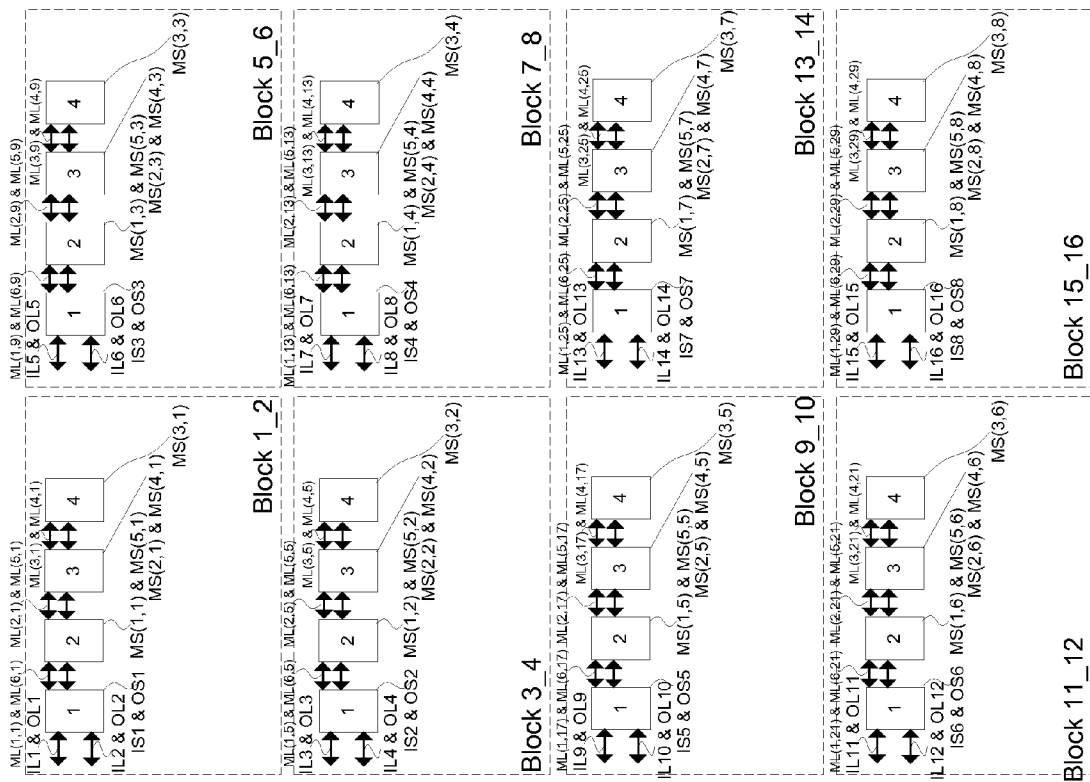 ML(1,1) & ML(6,1)
ML(2,1) & ML(5,1)
ML(3,1) & ML(4,1)
IL1 & OL1
1
2
3
4
IL2 & OL2
IS1 & OS1
MS(1,1) & MS(5,1)
MS(2,1) & MS(4,1)
MS(3,1)
Block 1_2
ML(1,9) & ML(6,9)
ML(2,9) & ML(5,9)
ML(3,9) & ML(4,9)
IL5 & OL5
1
2
3
4
IL6 & OL6
IS3 & OS3
MS(1,3) & MS(5,3)
MS(2,3) & MS(4,3)
MS(3,3)
Block 5_6
ML(1,5) & ML(6,5)
ML(2,5) & ML(5,5)
ML(3,5) & ML(4,5)
IL3 & OL3
1
2
3
4
IL4 & OL4
IS2 & OS2
MS(1,2) & MS(5,2)
MS(2,2) & MS(4,2)
MS(3,2)
Block 3_4
ML(1,13) & ML(6,13)
ML(2,13) & ML(5,13)
ML(3,13) & ML(4,13)
IL7 & OL7
1
2
3
4
IL8 & OL8
IS4 & OS4
MS(1,4) & MS(5,4)
MS(2,4) & MS(4,4)
MS(3,4)
Block 7_8
ML(1,17) & ML(6,17)
ML(2,17) & ML(5,17)
ML(3,17) & ML(4,17)
IL9 & OL9
1
2
3
4
IL10 & OL10
IS5 & OS5
MS(1,5) & MS(5,5)
MS(2,5) & MS(4,5)
MS(3,5)
Block 9_10
ML(1,25) & ML(6,25)
ML(2,25) & ML(5,25)
ML(3,25) & ML(4,25)
IL13 & OL13
1
2
3
4
IL14 & OL14
IS7 & OS7
MS(1,7) & MS(5,7)
MS(2,7) & MS(4,7)
MS(3,7)
Block 13_14
ML(1,21) & ML(6,21)
ML(2,21) & ML(5,21)
ML(3,21) & ML(4,21)
IL11 & OL11
1
2
3
4
IL12 & OL12
IS6 & OS6
MS(1,6) & MS(5,6)
MS(2,6) & MS(4,6)
MS(3,6)
Block 11_12
ML(1,29) & ML(6,29)
ML(2,29) & ML(5,29)
ML(3,29) & ML(4,29)
IL15 & OL15
1
2
3
4
IL16 & OL16
IS8 & OS8
MS(1,8) & MS(5,8)
MS(2,8) & MS(4,8)
MS(3,8)
Block 15_16